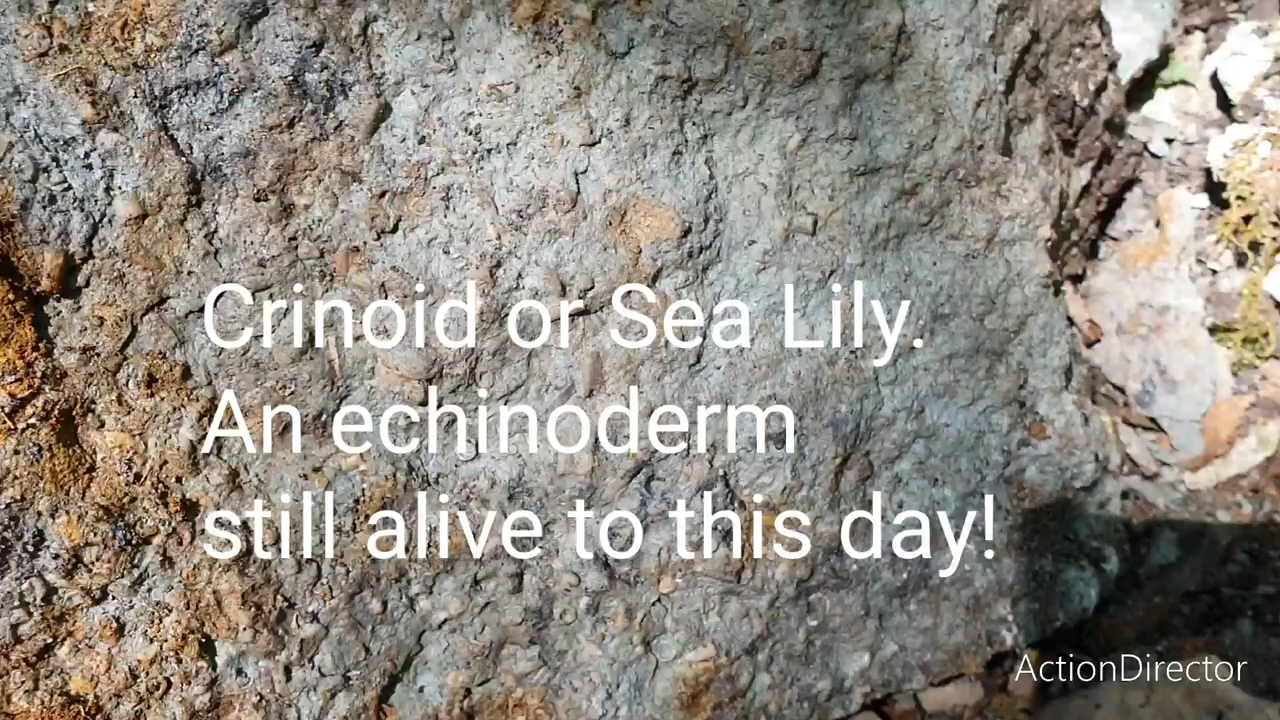 Crinoid or Sea Lily.
An echinoderm
still alive to this day!
ActionDirector